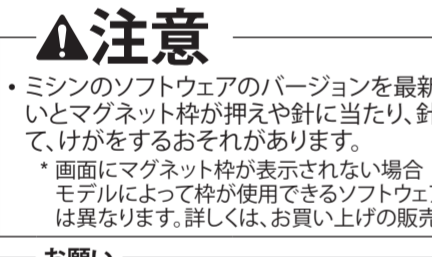 ⚠注意
• ミシンのソフトウェアのバージョンを最新
いとマグネット枠が押えや針に当たり、針
て、けがをするおそれがあります。
* 画面にマグネット枠が表示されない場合
モデルによって枠が使用できるソフトウェア
は異なります。詳しくは、お買い上げの販売
お願い